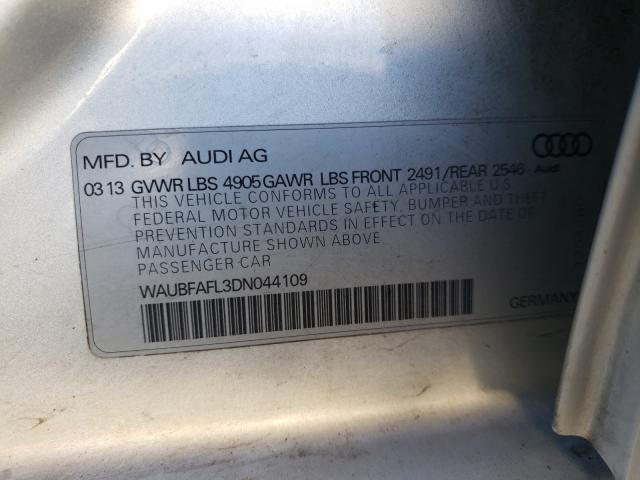 MFD. BY AUDI AG
03 13 GVWR LBS 4905 GAWR LBS FRONT 2491/REAR 2546
Audi
THIS VEHICLE CONFORMS TO ALL APPLICABLE U.S.
FEDERAL MOTOR VEHICLE SAFETY, BUMPER AND THEFT
PREVENTION STANDARDS IN EFFECT ON THE DATE OF
MANUFACTURE SHOWN ABOVE
PASSENGER CAR
WAUBFAFL3DN044109
GERMANY